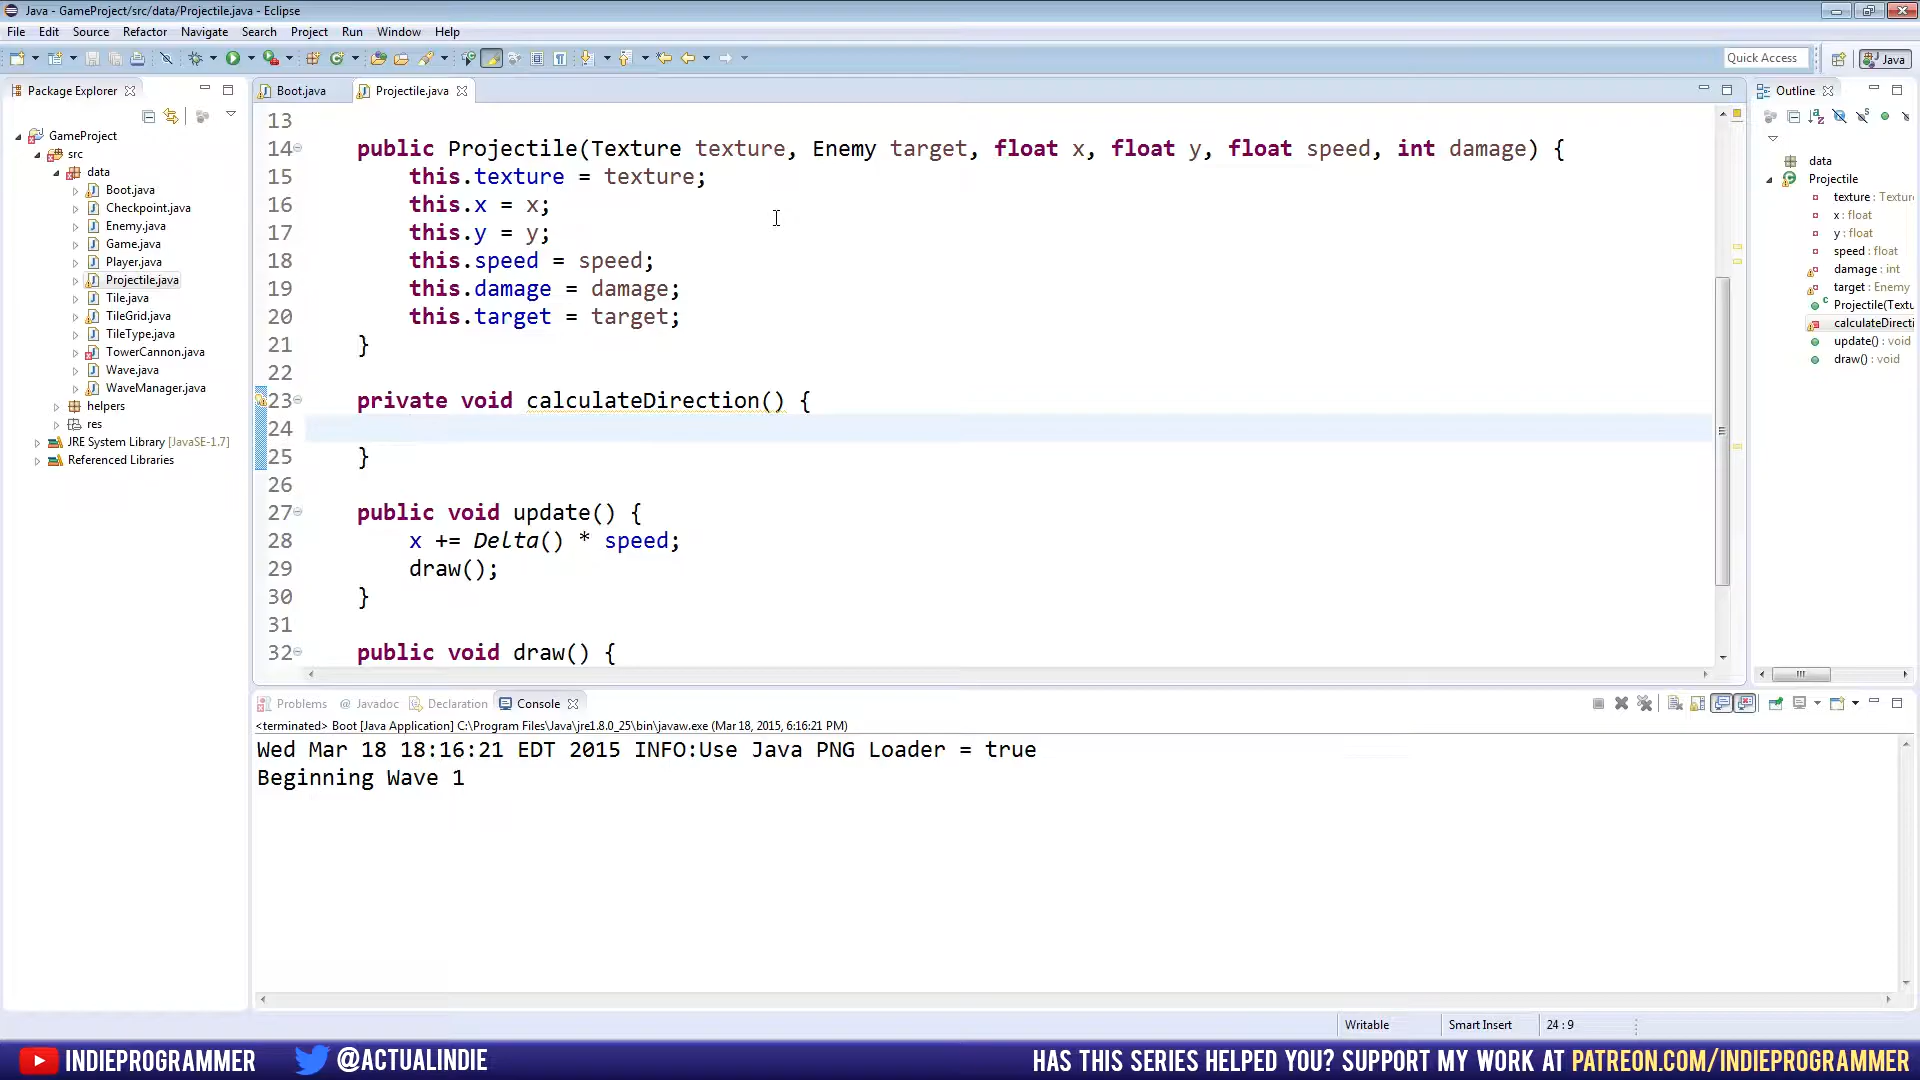 Java - GameProject/src/data/Projectile.java - Eclipse
File Edit Source Refactor Navigate Search Project Run Window Help
Quick Access
Java
Package Explorer
GameProject
src
data
Boot.java
Checkpoint.java
Enemy.java
Game.java
Player.java
Projectile.java
Tile.java
TileGrid.java
TileType.java
TowerCannon.java
Wave.java
WaveManager.java
helpers
res
JRE System Library [JavaSE-1.7]
Referenced Libraries
Boot.java
Projectile.java
13
14 public Projectile(Texture texture, Enemy target, float x, float y, float speed, int damage) {
15 this.texture = texture;
16 this.x = x;
17 this.y = y;
18 this.speed = speed;
19 this.damage = damage;
20 this.target = target;
21 }
22
23 private void calculateDirection() {
24
25 }
26
27 public void update() {
28 x += Delta() * speed;
29 draw();
30 }
31
32 public void draw() {
Outline
data
Projectile
texture : Textur
x : float
y : float
speed : float
damage : int
target : Enemy
Projectile(Textu
calculateDirecti
update() : void
draw() : void
Problems @ Javadoc Declaration Console
<terminated> Boot [Java Application] C:\Program Files\Java\jre1.8.0_25\bin\javaw.exe (Mar 18, 2015, 6:16:21 PM)
Wed Mar 18 18:16:21 EDT 2015 INFO:Use Java PNG Loader = true
Beginning Wave 1
Writable
Smart Insert
24 : 9
INDIEPROGRAMMER
@ACTUALINDIE
HAS THIS SERIES HELPED YOU? SUPPORT MY WORK AT PATREON.COM/INDIEPROGRAMMER